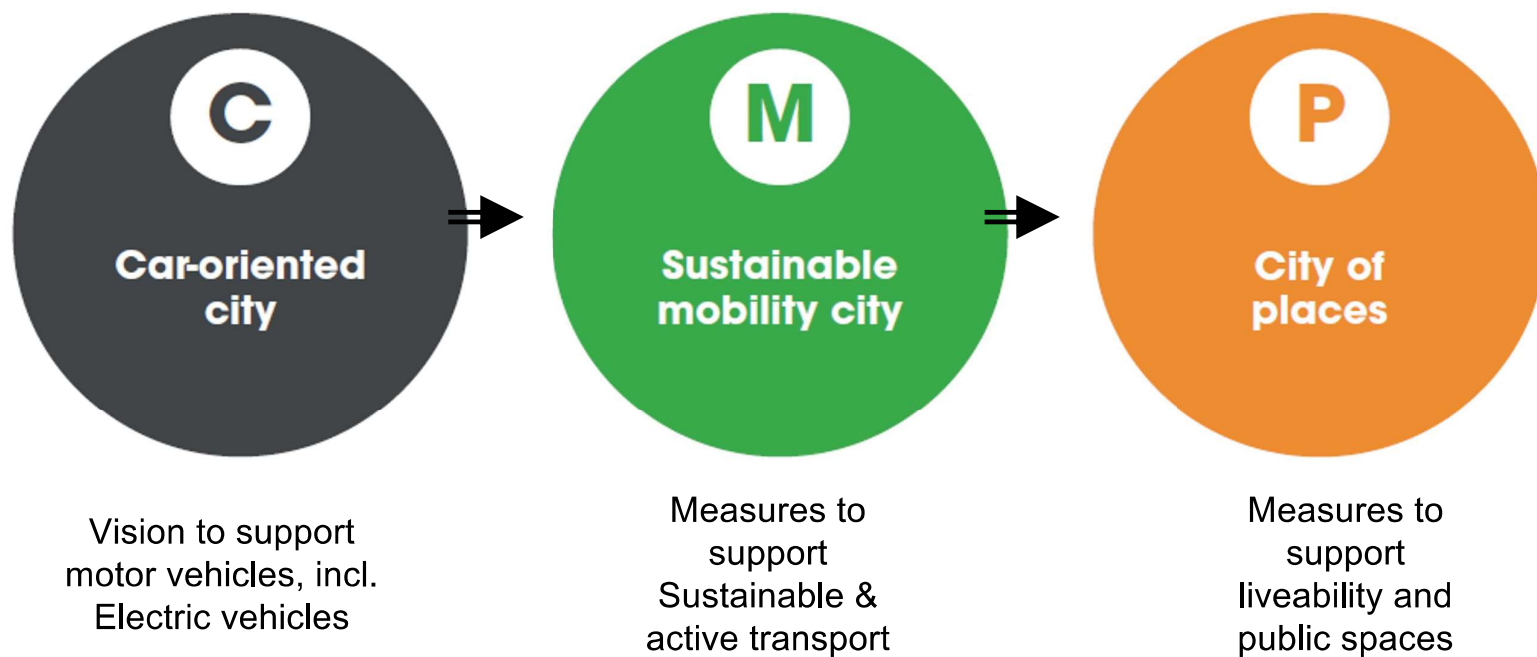 C
Car-oriented
city
Vision to support
motor vehicles, incl.
Electric vehicles
M
Sustainable
mobility city
Measures to
support
Sustainable &
active transport
P
City of
places
Measures to
support
liveability and
public spaces